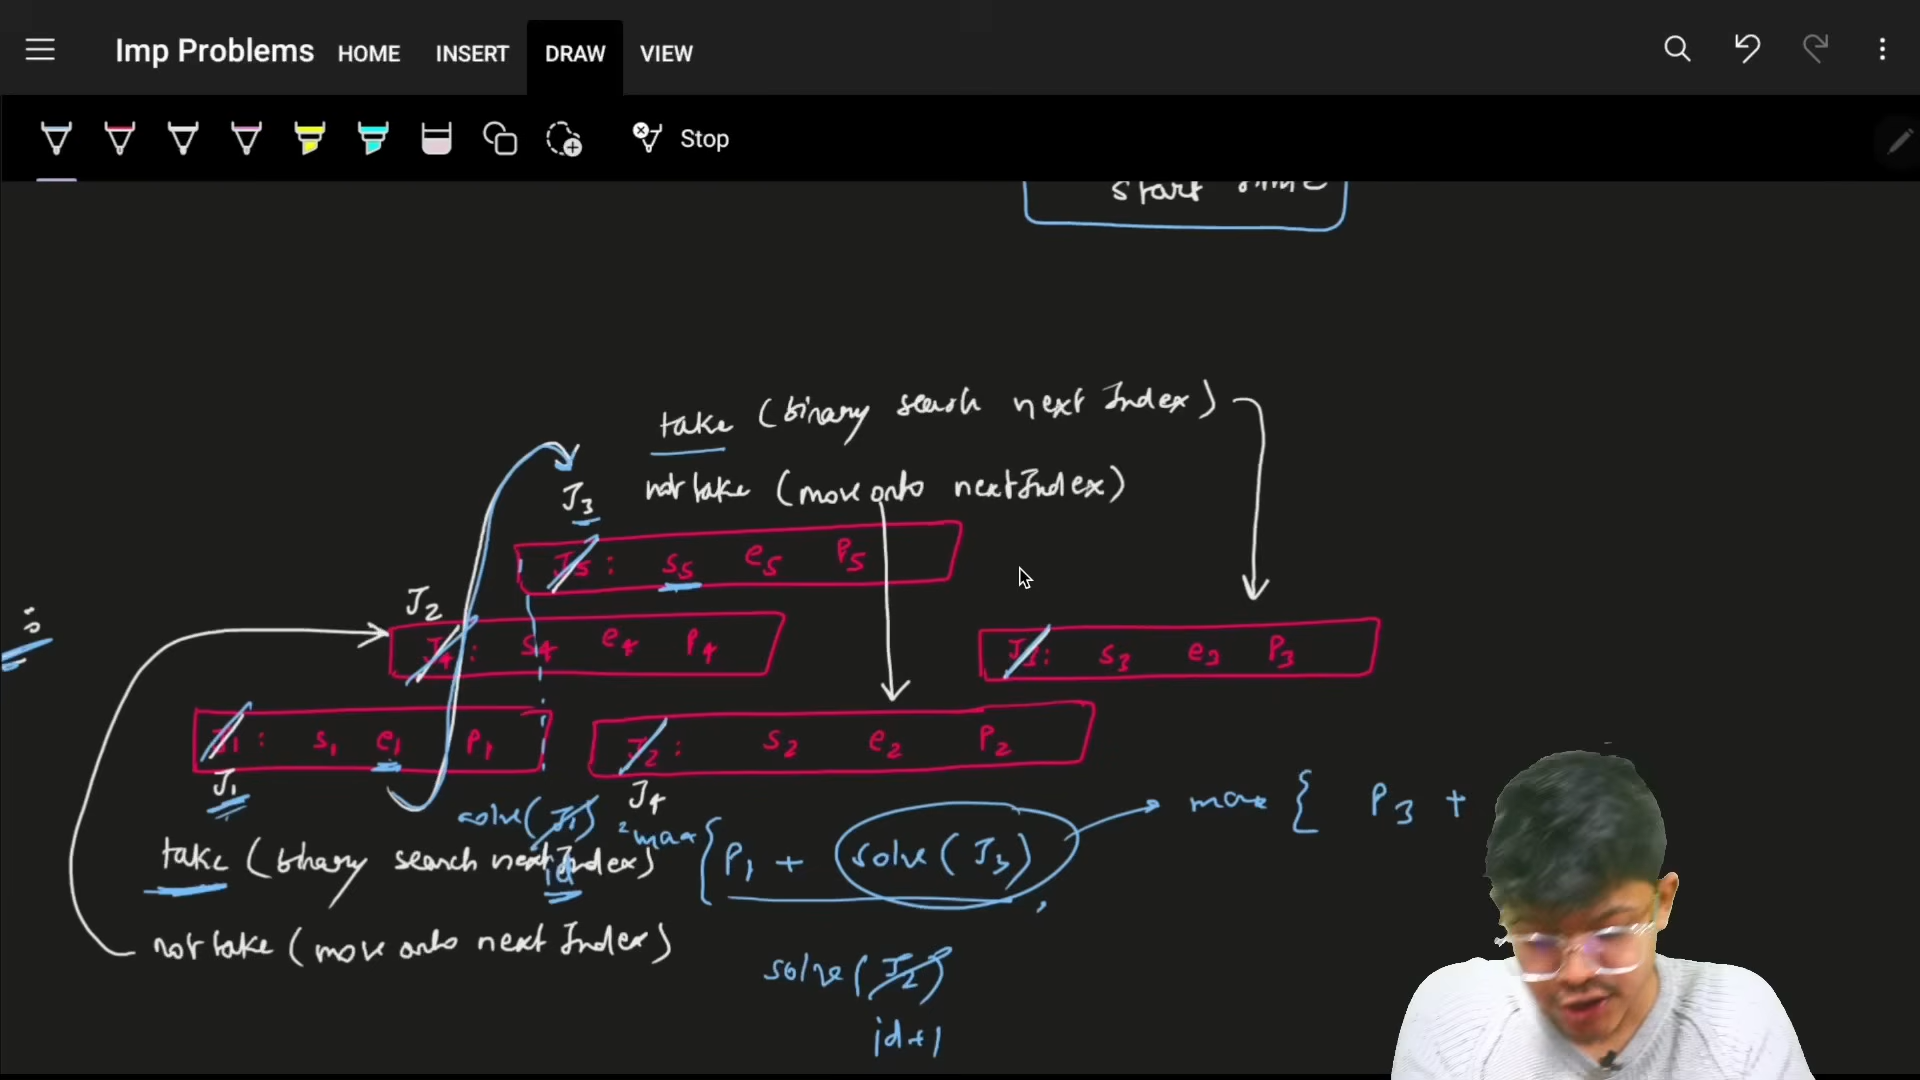 Imp Problems HOME INSERT DRAW VIEW
Stop
start time
take (binary search next Index)
not take (move onto nextIndex)
J3
J5: s5 e5 P5
J2
J4: s4 e4 P4
J3: s3 e3 P3
J1: s1 e1 P1
J2: s2 e2 P2
J1
J4
solve(J1) = max { P1 + solve(J3) ,
id
max { P3 +
take (binary search next Index)
not take (move onto next Index)
solve(J2)
id+1